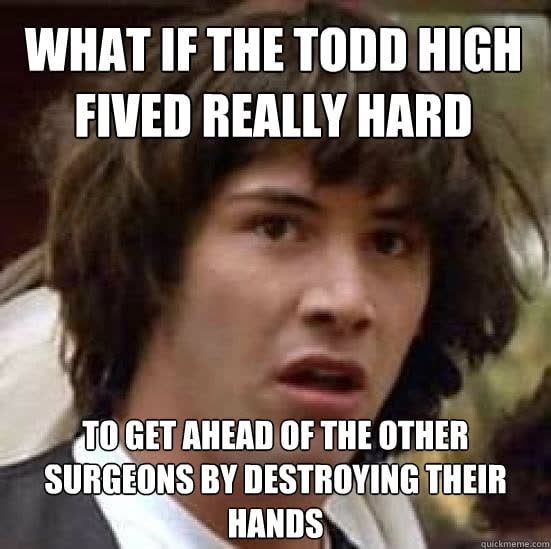 WHAT IF THE TODD HIGH
FIVED REALLY HARD
TO GET AHEAD OF THE OTHER
SURGEONS BY DESTROYING THEIR
HANDS
quickmeme.com